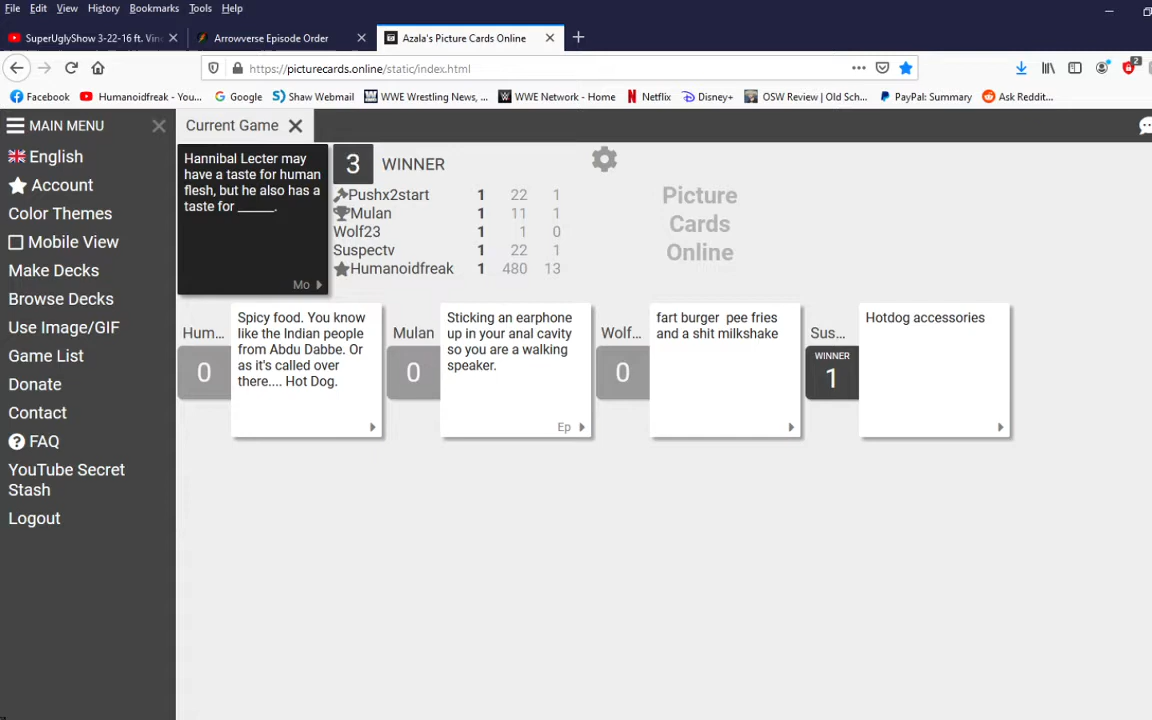 File Edit View History Bookmarks Tools Help
SuperUglyShow 3-22-16 ft. Vinc
Arrowverse Episode Order
Azala's Picture Cards Online
https://picturecards.online/static/index.html
2
Facebook Humanoidfreak - You... Google Shaw Webmail WWE Wrestling News, ... WWE Network - Home Netflix Disney+ OSW Review | Old Sch... PayPal: Summary Ask Reddit...
MAIN MENU
English
Account
Color Themes
Mobile View
Make Decks
Browse Decks
Use Image/GIF
Game List
Donate
Contact
FAQ
YouTube Secret
Stash
Logout
Current Game
Hannibal Lecter may
have a taste for human
flesh, but he also has a
taste for ______.
Mo
3 WINNER
Pushx2start 1 22 1
Mulan 1 11 1
Wolf23 1 1 0
Suspectv 1 22 1
Humanoidfreak 1 480 13
Picture
Cards
Online
Hum...
0
Spicy food. You know
like the Indian people
from Abdu Dabbe. Or
as it's called over
there.... Hot Dog.
Mulan
0
Sticking an earphone
up in your anal cavity
so you are a walking
speaker.
Ep
Wolf...
0
fart burger pee fries
and a shit milkshake
Sus...
WINNER
1
Hotdog accessories